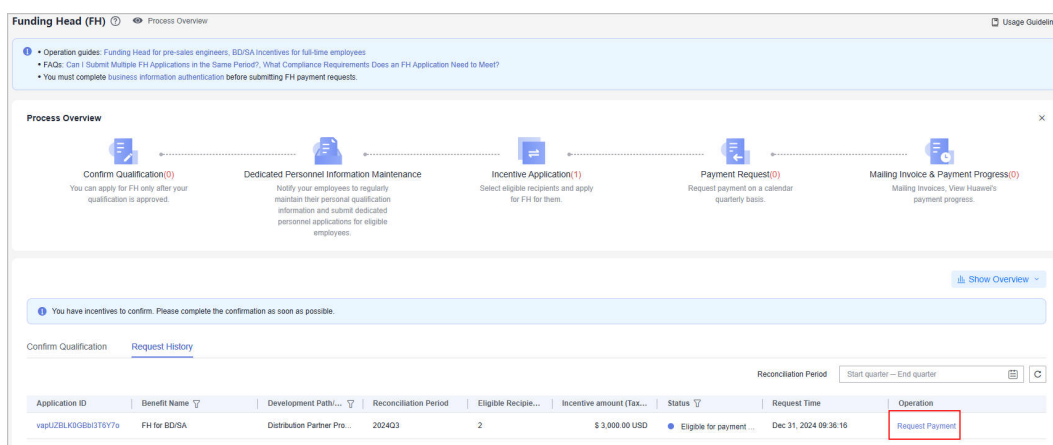 Funding Head (FH) Process Overview Usage Guidelin
• Operation guides: Funding Head for pre-sales engineers, BD/SA Incentives for full-time employees
• FAQs: Can I Submit Multiple FH Applications in the Same Period?, What Compliance Requirements Does an FH Application Need to Meet?
• You must complete business information authentication before submitting FH payment requests.
Process Overview
Confirm Qualification(0)
You can apply for FH only after your
qualification is approved.
Dedicated Personnel Information Maintenance
Notify your employees to regularly
maintain their personal qualification
information and submit dedicated
personnel applications for eligible
employees.
Incentive Application(1)
Select eligible recipients and apply
for FH for them.
Payment Request(0)
Request payment on a calendar
quarterly basis.
Mailing Invoice & Payment Progress(0)
Mailing Invoices, View Huawei's
payment progress.
Show Overview
You have incentives to confirm. Please complete the confirmation as soon as possible.
Confirm Qualification Request History
Reconciliation Period Start quarter – End quarter
Application ID Benefit Name Development Path/... Reconciliation Period Eligible Recipie... Incentive amount (Tax... Status Request Time Operation
vapUZBLK0GBbI3T6Y7o FH for BD/SA Distribution Partner Pro... 2024Q3 2 $ 3,000.00 USD Eligible for payment ... Dec 31, 2024 09:36:16 Request Payment